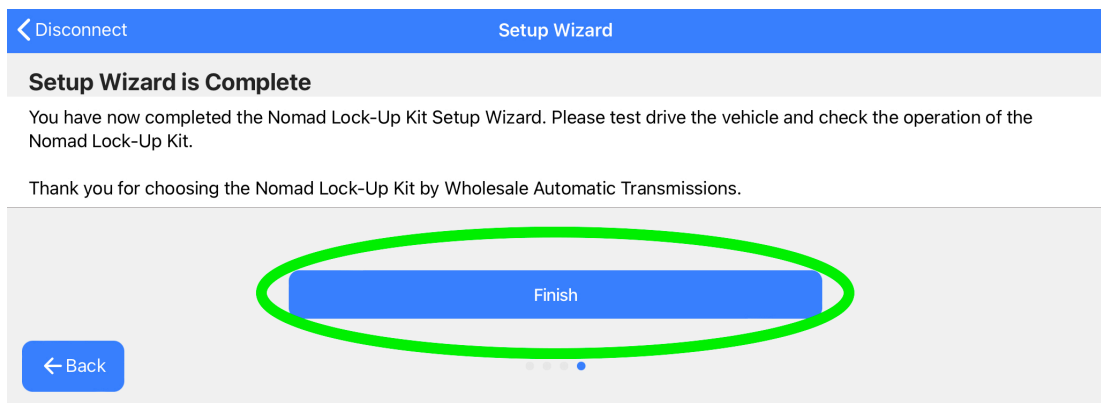 Disconnect
Setup Wizard
Setup Wizard is Complete
You have now completed the Nomad Lock-Up Kit Setup Wizard. Please test drive the vehicle and check the operation of the
Nomad Lock-Up Kit.
Thank you for choosing the Nomad Lock-Up Kit by Wholesale Automatic Transmissions.
Finish
Back